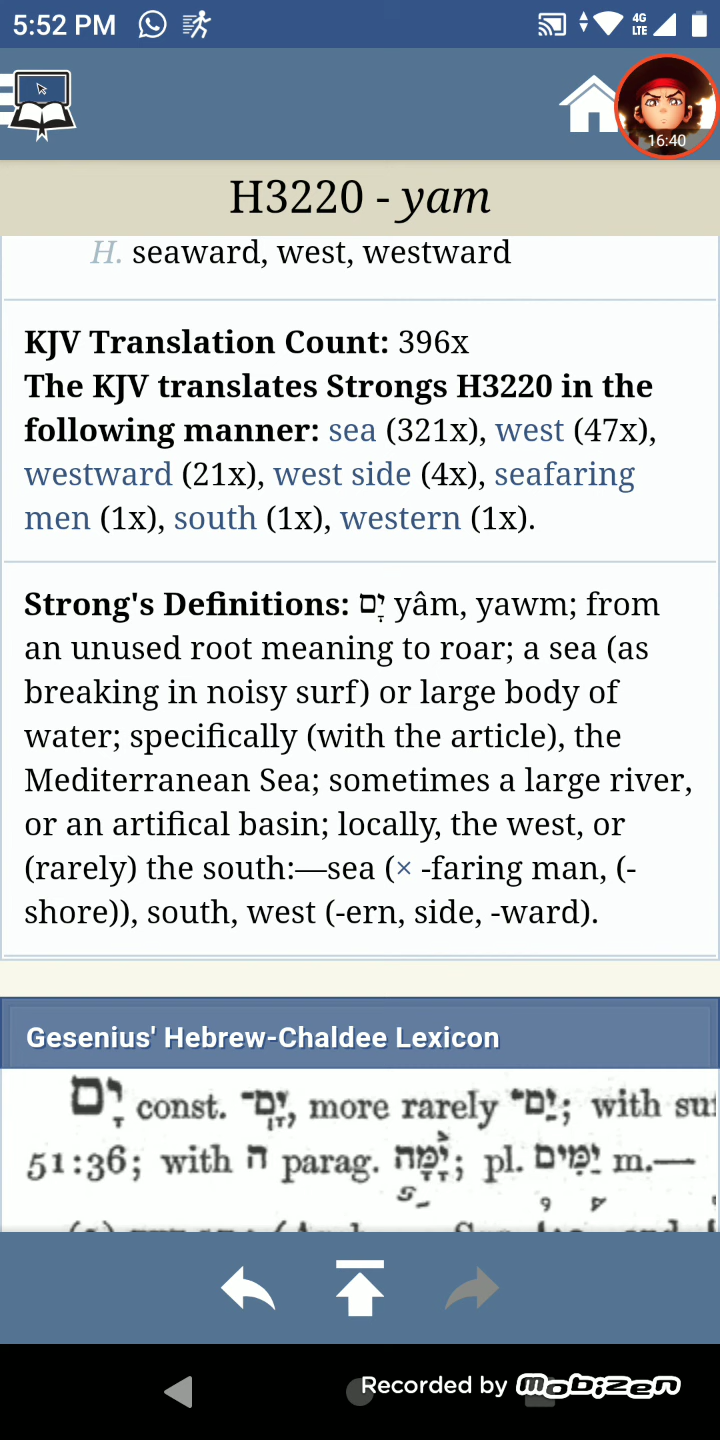 5:52 PM
4G
LTE
16:40
H3220 - yam
H. seaward, west, westward
KJV Translation Count: 396x
The KJV translates Strongs H3220 in the
following manner: sea (321x), west (47x),
westward (21x), west side (4x), seafaring
men (1x), south (1x), western (1x).
Strong's Definitions: יָם yâm, yawm; from
an unused root meaning to roar; a sea (as
breaking in noisy surf) or large body of
water; specifically (with the article), the
Mediterranean Sea; sometimes a large river,
or an artifical basin; locally, the west, or
(rarely) the south:—sea (× -faring man, (-
shore)), south, west (-ern, side, -ward).
Gesenius' Hebrew-Chaldee Lexicon
יָם const. יָם־, more rarely יַם־; with
51:36; with ה parag. יָמָּה; pl. יַמִּים m.—
Recorded by mobizen